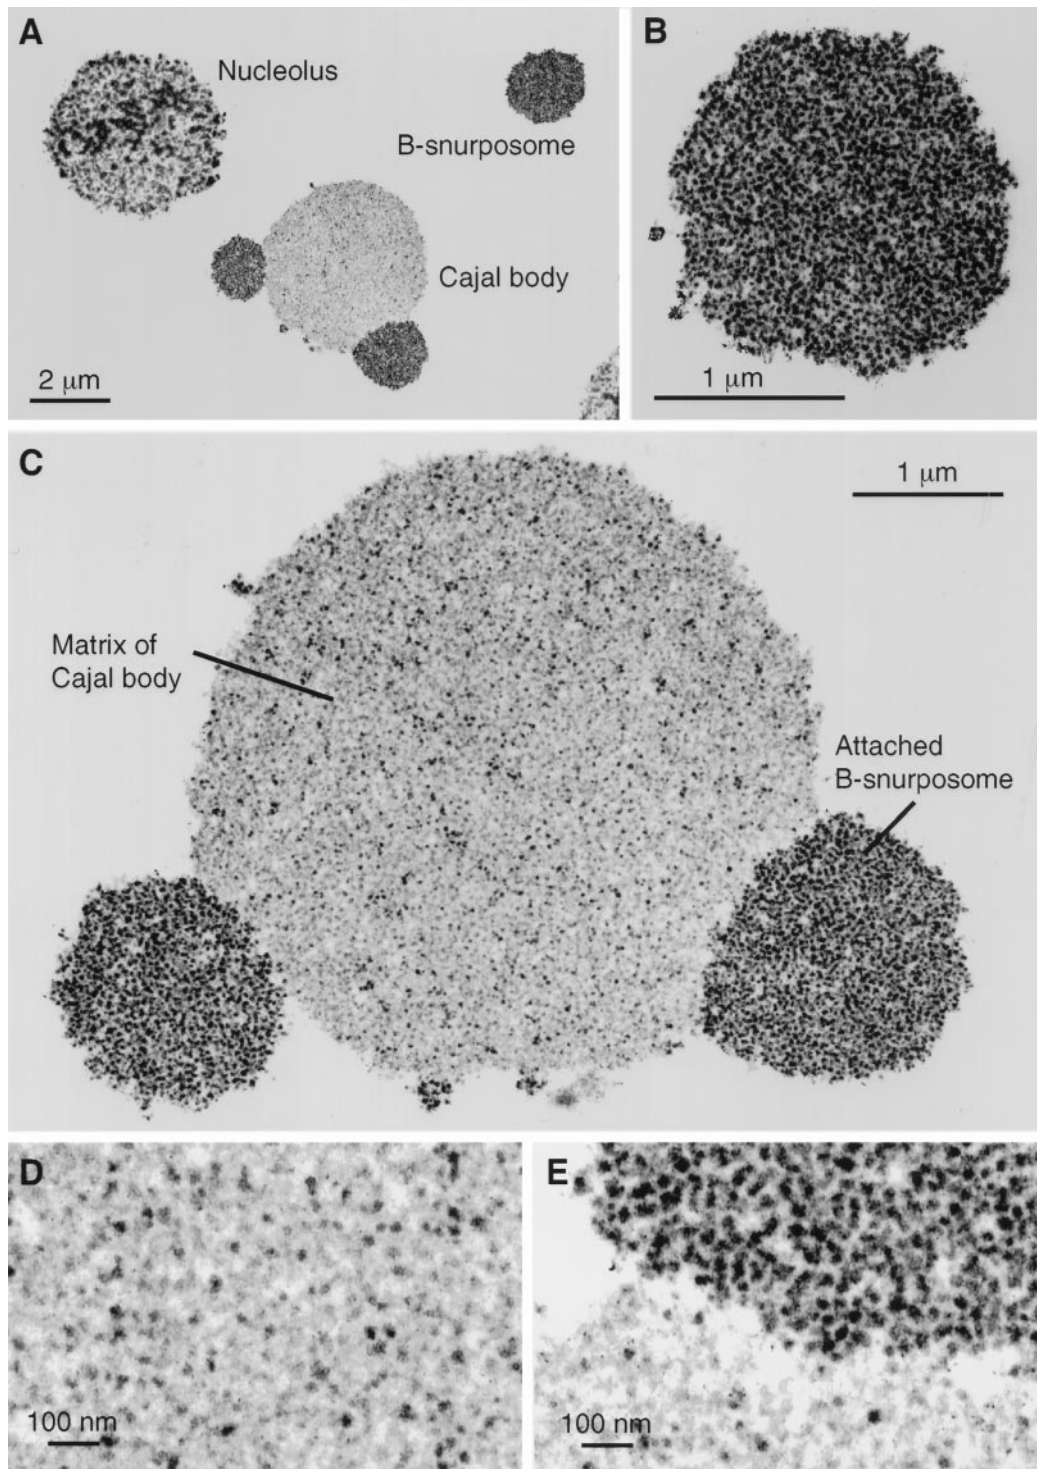 A
Nucleolus
B-snurposome
Cajal body
2 μm
B
1 μm
C
1 μm
Matrix of
Cajal body
Attached
B-snurposome
D
100 nm
E
100 nm